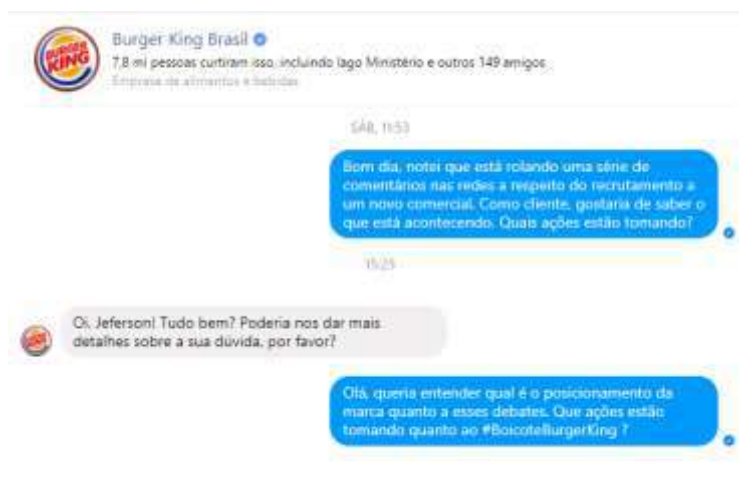 BURGER
KING
Burger King Brasil
7,8 mi pessoas curtiram isso, incluindo Iago Ministério e outros 149 amigos
Empresa de alimentos e bebidas
SÁB, 11:53
Bom dia, notei que está rolando uma série de
comentários nas redes a respeito do recrutamento a
um novo comercial. Como cliente, gostaria de saber o
que está acontecendo. Quais ações estão tomando?
15:25
Oi, Jeferson! Tudo bem? Poderia nos dar mais
detalhes sobre a sua dúvida, por favor?
Olá, queria entender qual é o posicionamento da
marca quanto a esses debates. Que ações estão
tomando quanto ao #BoicoteBurgerKing ?